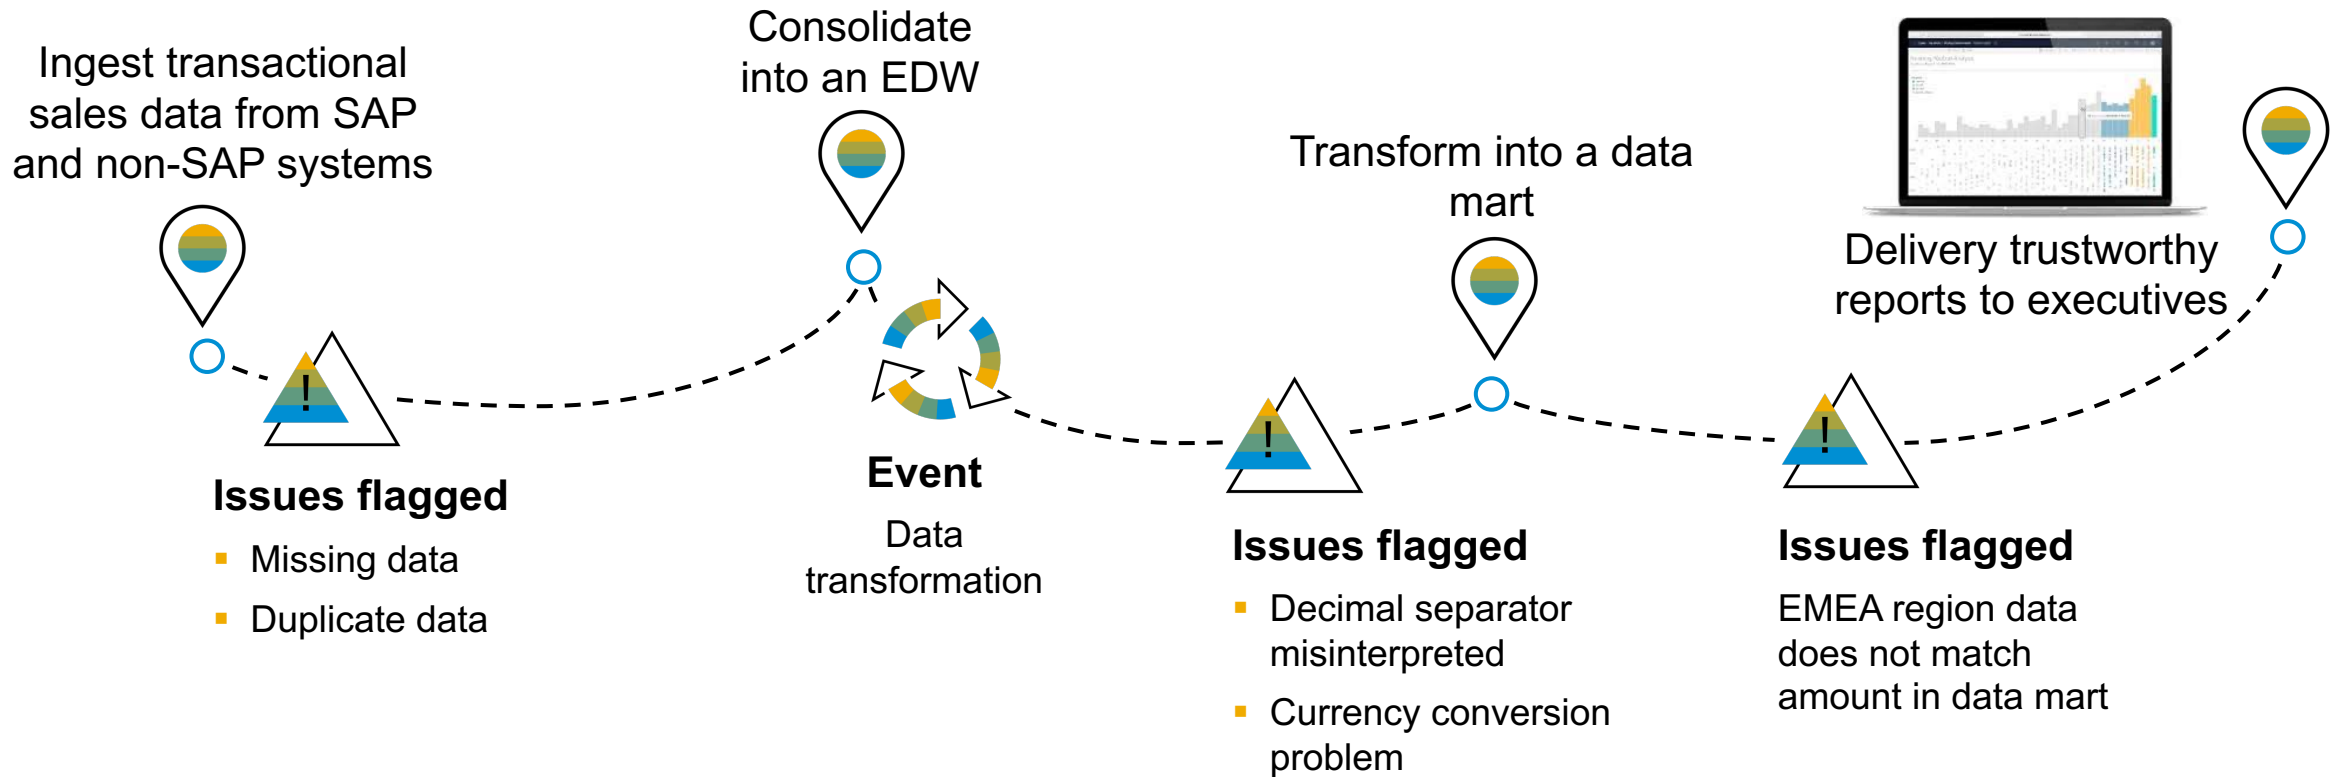 Ingest transactional
sales data from SAP
and non-SAP systems
Consolidate
into an EDW
Transform into a data
mart
Delivery trustworthy
reports to executives
!
Issues flagged
Missing data
Duplicate data
Event
Data
transformation
!
Issues flagged
Decimal separator
misinterpreted
Currency conversion
problem
!
Issues flagged
EMEA region data
does not match
amount in data mart